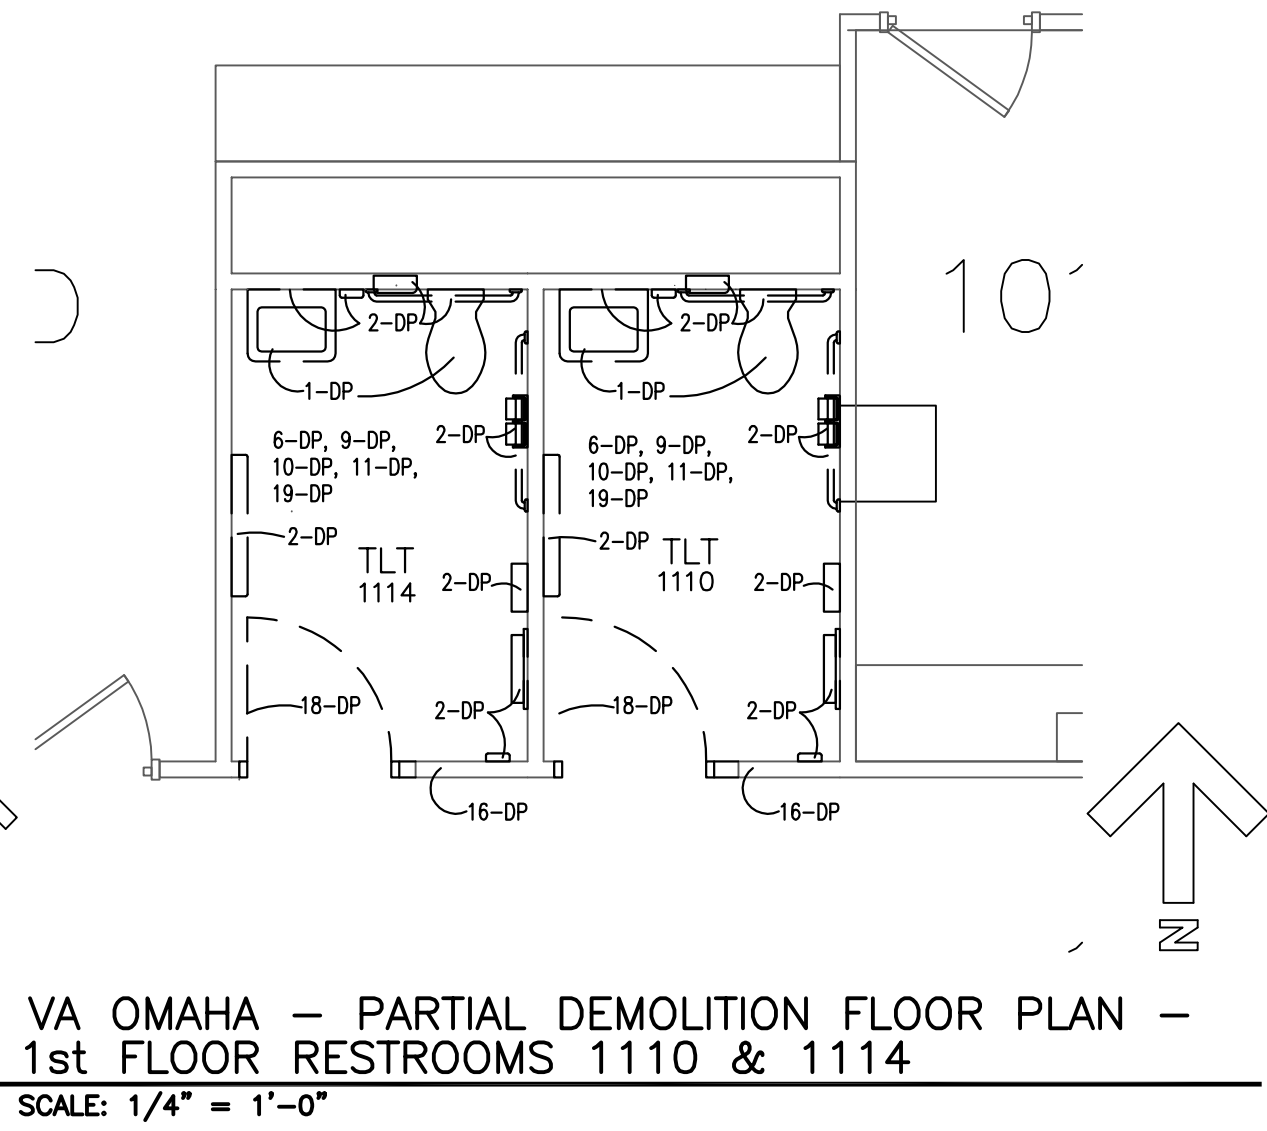 10
2-DP
2-DP
1-DP
1-DP
6-DP, 9-DP,
10-DP, 11-DP,
19-DP
2-DP
6-DP, 9-DP,
10-DP, 11-DP,
19-DP
2-DP
2-DP
2-DP
TLT
1114
TLT
1110
2-DP
2-DP
18-DP
2-DP
18-DP
2-DP
16-DP
16-DP
N
VA OMAHA - PARTIAL DEMOLITION FLOOR PLAN -
1st FLOOR RESTROOMS 1110 & 1114
SCALE: 1/4" = 1'-0"